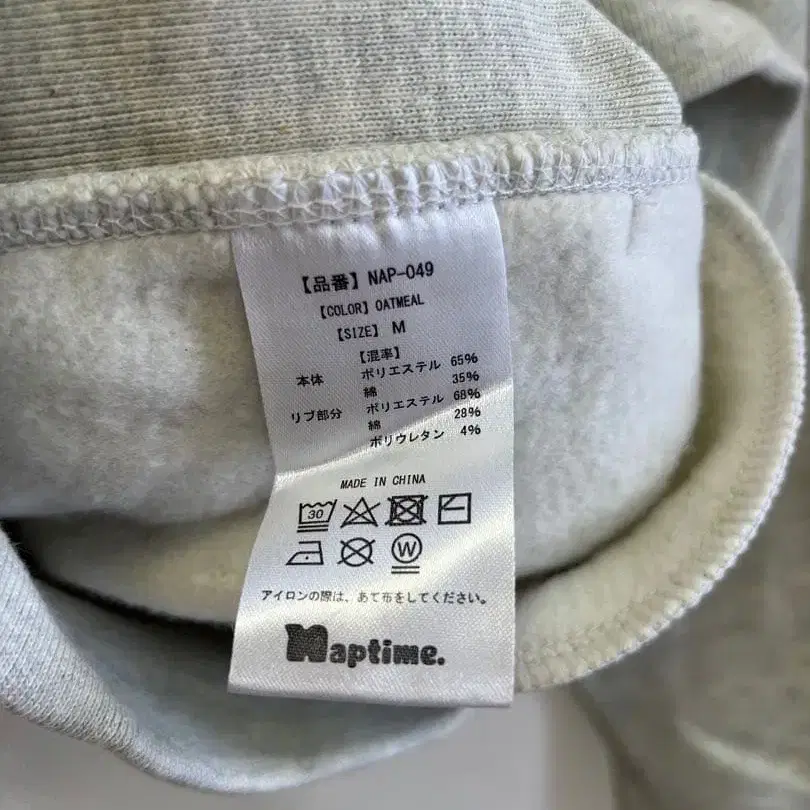 【品番】 NAP-049
【COLOR】 OATMEAL
【SIZE】 M
【混率】
本体 ポリエステル 65%
綿 35%
リブ部分 ポリエステル 68%
綿 28%
ポリウレタン 4%
MADE IN CHINA
30
W
アイロンの際は、あて布をしてください。
Naptime.